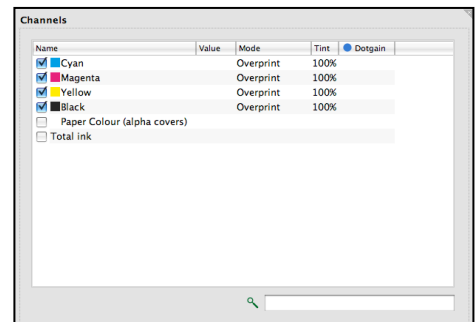 Channels
Name Value Mode Tint Dotgain
Cyan Overprint 100%
Magenta Overprint 100%
Yellow Overprint 100%
Black Overprint 100%
Paper Colour (alpha covers)
Total ink